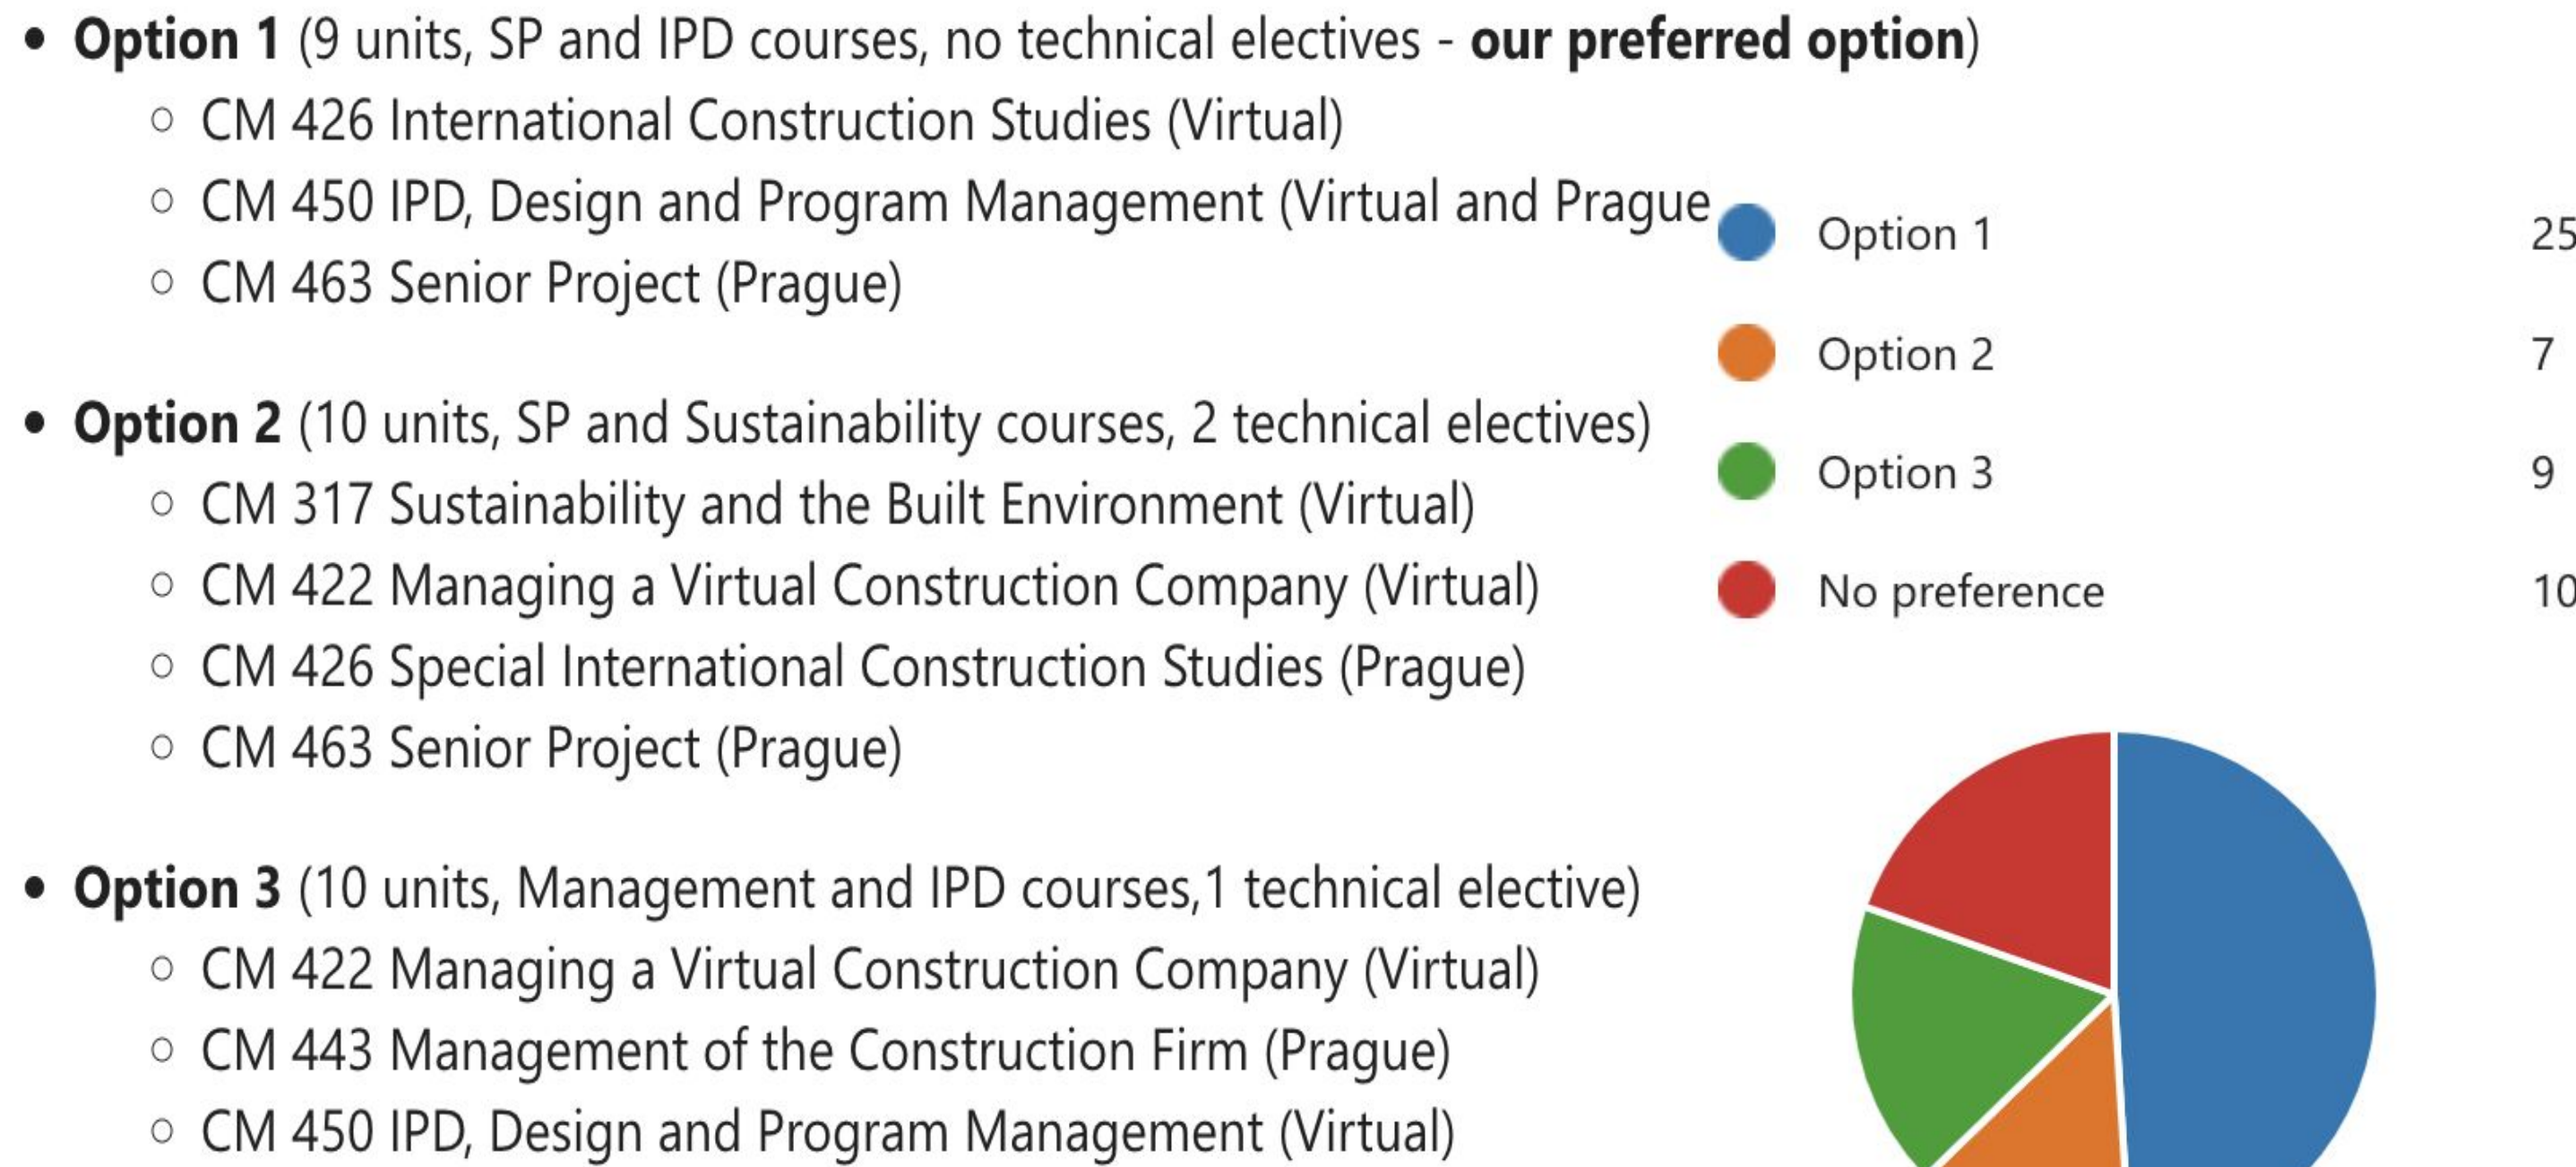 • Option 1 (9 units, SP and IPD courses, no technical electives - our preferred option)
○ CM 426 International Construction Studies (Virtual)
○ CM 450 IPD, Design and Program Management (Virtual and Prague
○ CM 463 Senior Project (Prague)
• Option 2 (10 units, SP and Sustainability courses, 2 technical electives)
○ CM 317 Sustainability and the Built Environment (Virtual)
○ CM 422 Managing a Virtual Construction Company (Virtual)
○ CM 426 Special International Construction Studies (Prague)
○ CM 463 Senior Project (Prague)
• Option 3 (10 units, Management and IPD courses,1 technical elective)
○ CM 422 Managing a Virtual Construction Company (Virtual)
○ CM 443 Management of the Construction Firm (Prague)
○ CM 450 IPD, Design and Program Management (Virtual)
Option 1 25
Option 2 7
Option 3 9
No preference 10